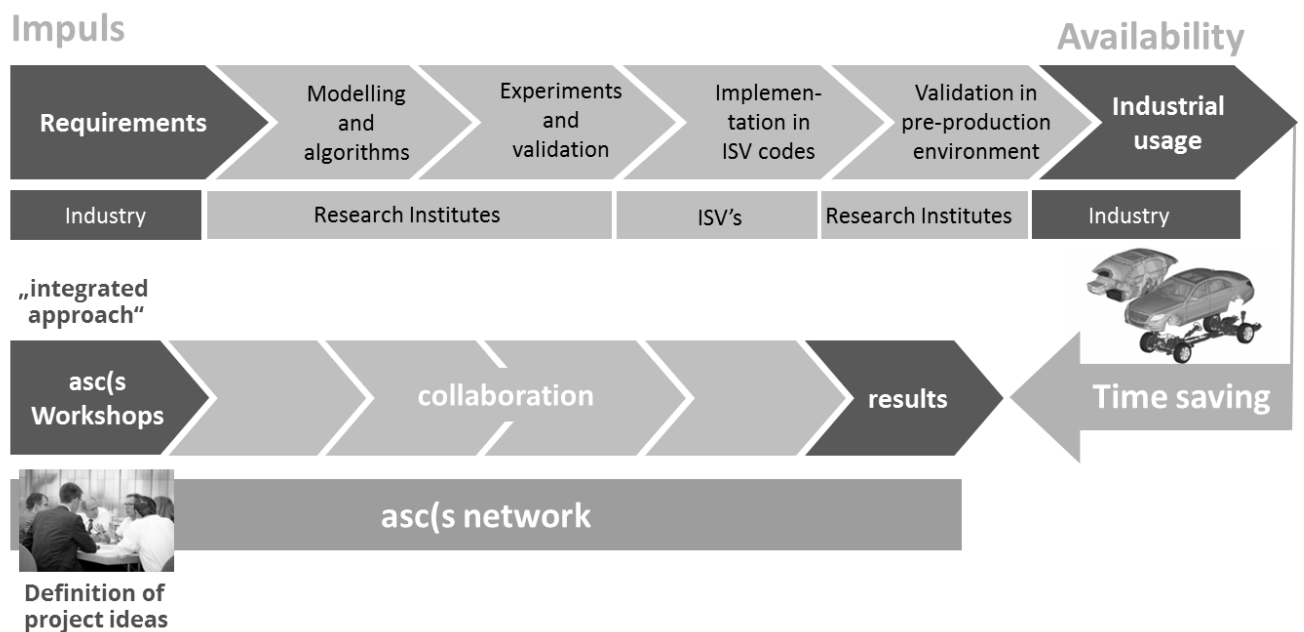 Impuls
Availability
Requirements
Modelling
and
algorithms
Experiments
and
validation
Implemen-
tation in
ISV codes
Validation in
pre-production
environment
Industrial
usage
Industry
Research Institutes
ISV's
Research Institutes
Industry
„integrated
approach“
asc(s
Workshops
collaboration
results
Time saving
asc(s network
Definition of
project ideas